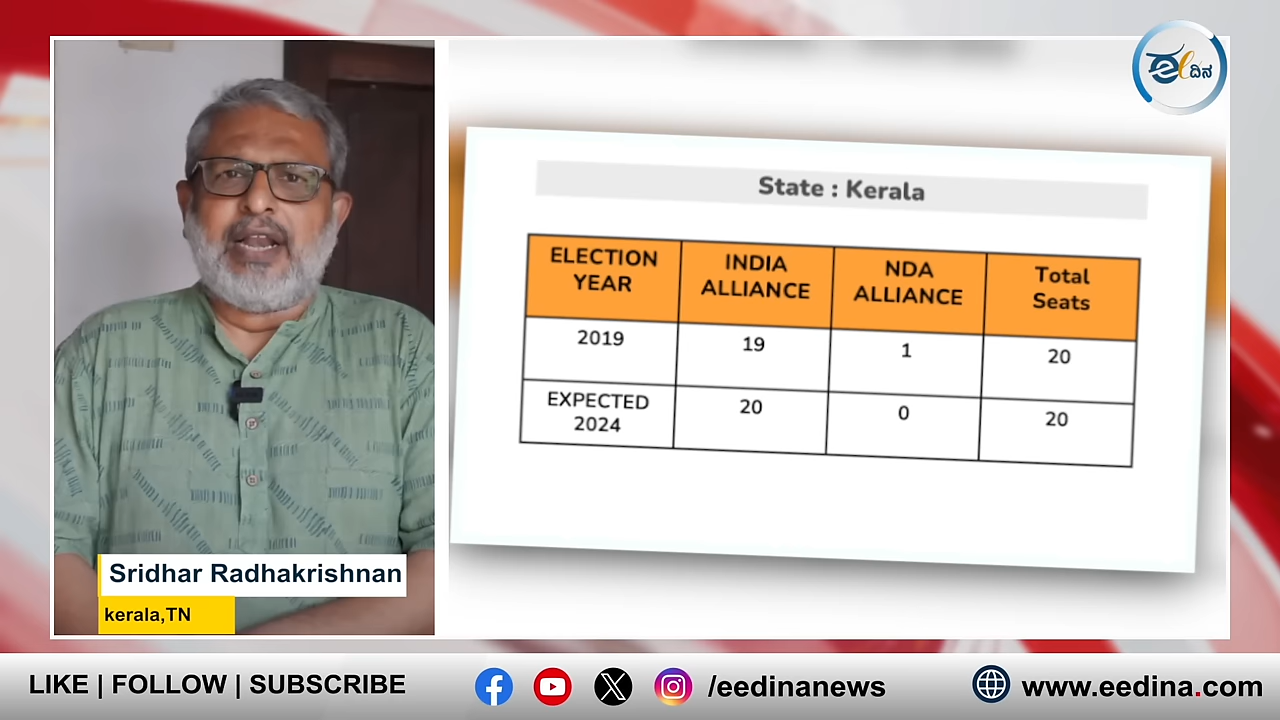 el ದಿನ
State : Kerala
ELECTION YEAR | INDIA ALLIANCE | NDA ALLIANCE | Total Seats
2019 | 19 | 1 | 20
EXPECTED 2024 | 20 | 0 | 20
Sridhar Radhakrishnan
kerala,TN
LIKE | FOLLOW | SUBSCRIBE
/eedinanews
www.eedina.com